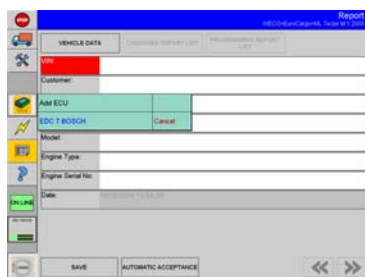 Report
IVECO>EuroCargo>ML Tector M'I 2003
VEHICLE DATA
DIAGNOSIS REPORT LIST
PROGRAMMING REPORT
LIST
VIN:
Customer:
Add ECU
EDC 7 BOSCH
Cancel
Model:
Engine Type:
Engine Serial No:
Date:
ON LINE
SAVE
AUTOMATIC ACCEPTANCE